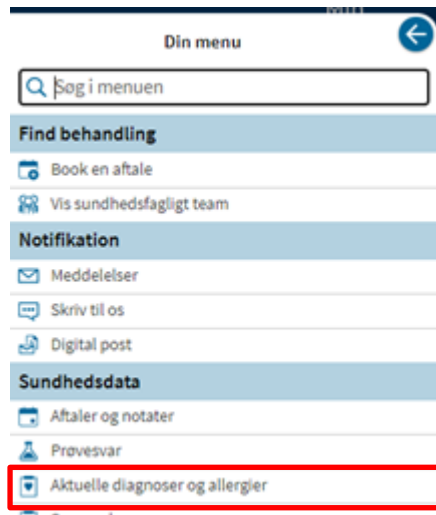 Din menu
Søg i menuen
Find behandling
Book en aftale
Vis sundhedsfagligt team
Notifikation
Meddelelser
Skriv til os
Digital post
Sundhedsdata
Aftaler og notater
Prøvesvar
Aktuelle diagnoser og allergier